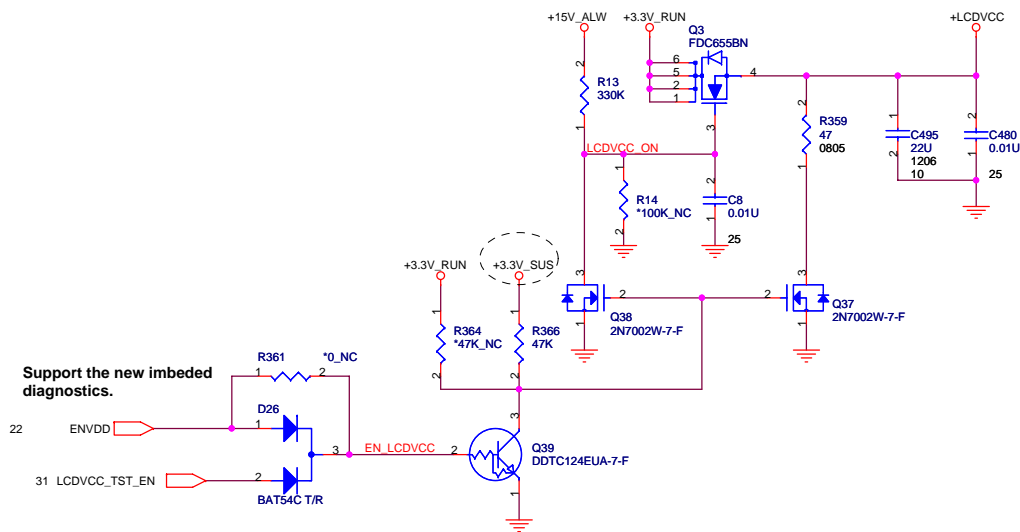 +15V_ALW
+3.3V_RUN
+LCDVCC
Q3
FDC655BN
6
5
2
1
4
3
2
R13
330K
1
LCDVCC_ON
1
R14
*100K_NC
2
2
C8
0.01U
1
25
2
R359
47
0805
1
1
C495
22U
2
1206
10
2
C480
0.01U
1
25
+3.3V_RUN
+3.3V_SUS
3
2
1
Q38
2N7002W-7-F
3
2
1
Q37
2N7002W-7-F
1
R364
*47K_NC
2
1
R366
47K
2
Support the new imbeded
diagnostics.
R361
*0_NC
1
2
D26
22
ENVDD
1
3
EN_LCDVCC
2
3
Q39
DDTC124EUA-7-F
1
31
LCDVCC_TST_EN
2
BAT54C T/R